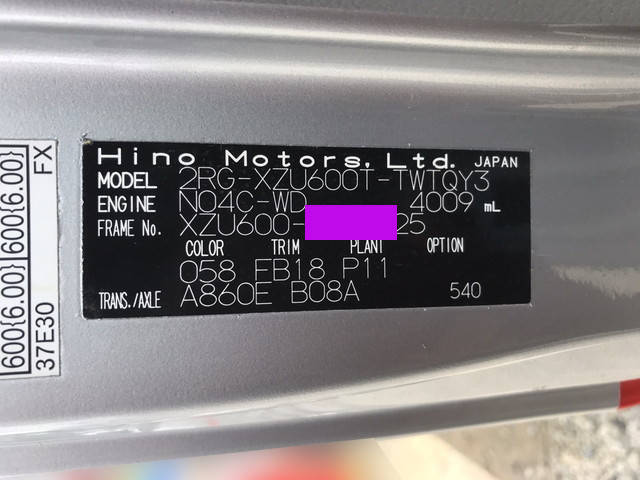 Hino Motors, Ltd. JAPAN
MODEL 2RG-XZU600T-TWTQY3
ENGINE N04C-WD 4009 mL
FRAME No. XZU600- 25
COLOR TRIM PLANT OPTION
058 FB18 P11
TRANS./AXLE A860E B08A 540
600{6.00} 600{6.00}
37E30 FX